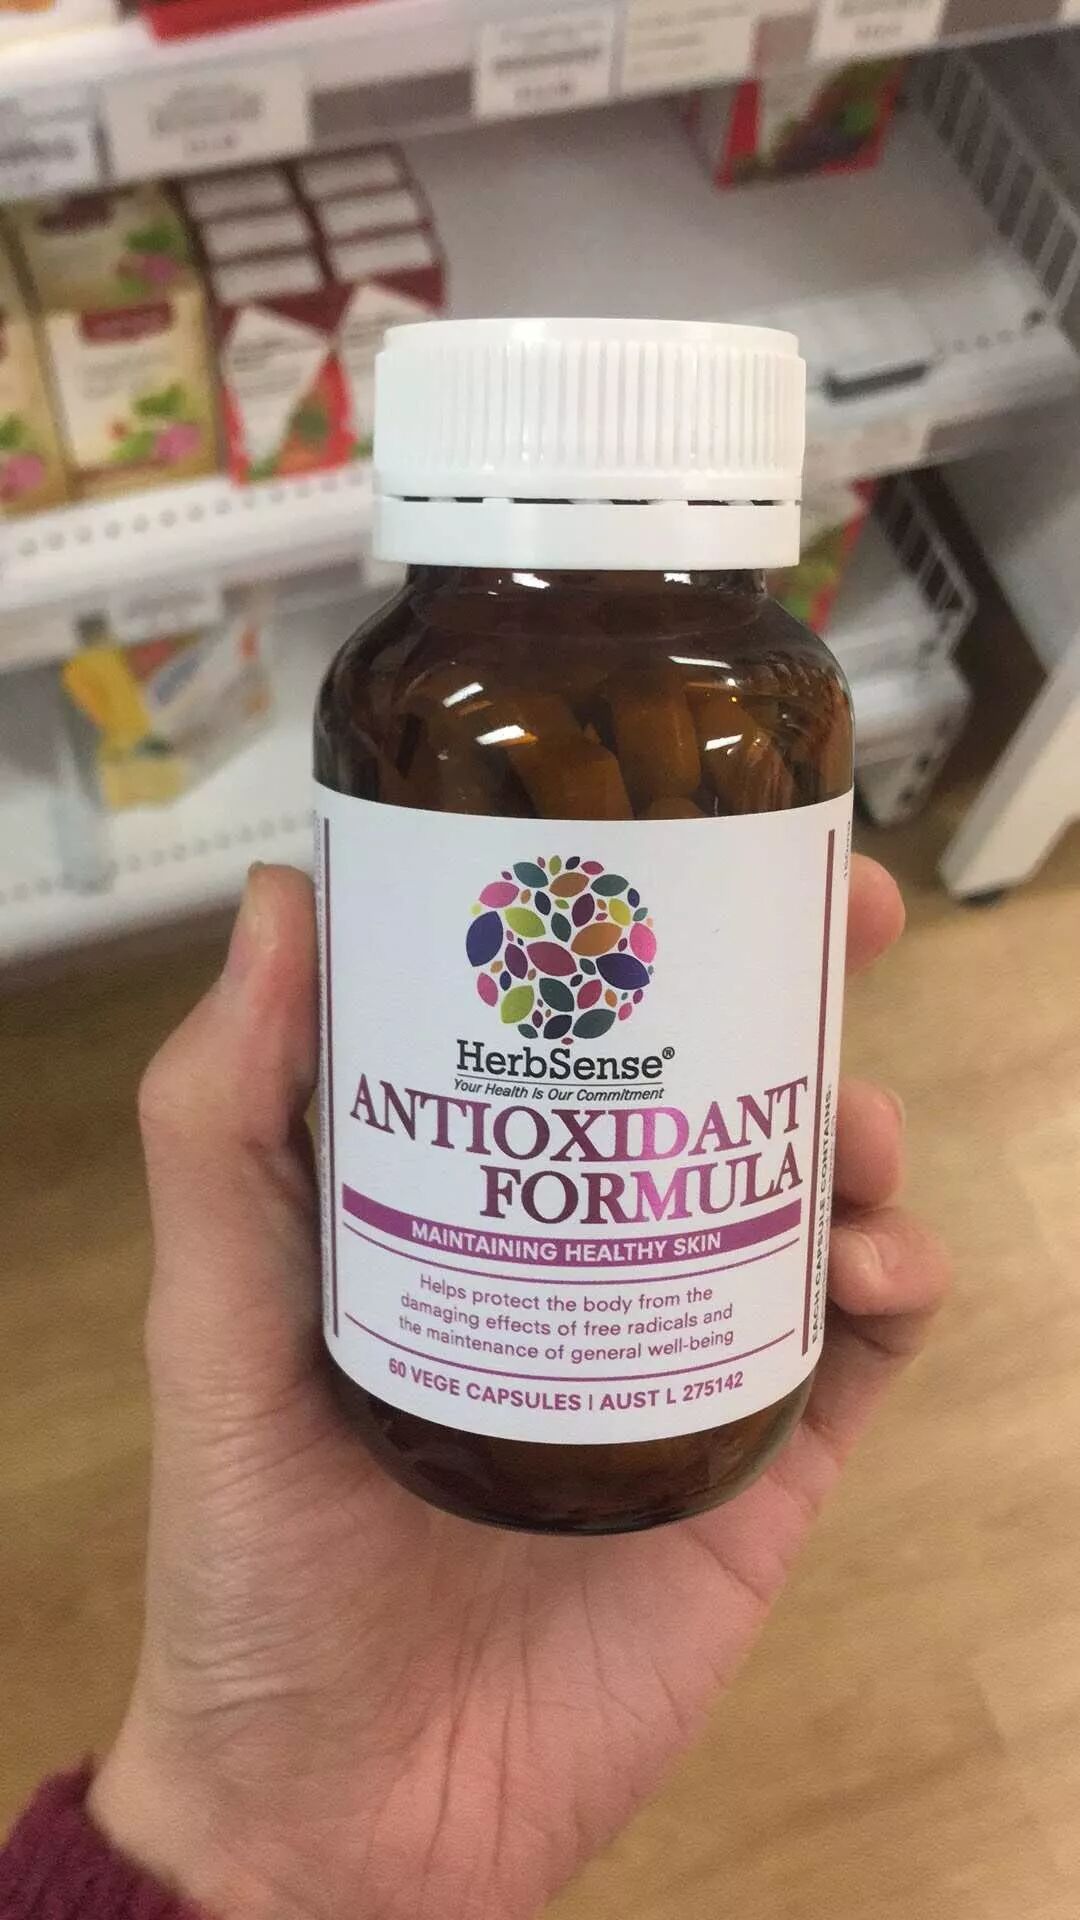 HerbSense®
Your Health Is Our Commitment
ANTIOXIDANT
FORMULA
MAINTAINING HEALTHY SKIN
Helps protect the body from the
damaging effects of free radicals and
the maintenance of general well-being
60 VEGE CAPSULES | AUST L 275142
EACH CAPSULE CONTAINS: